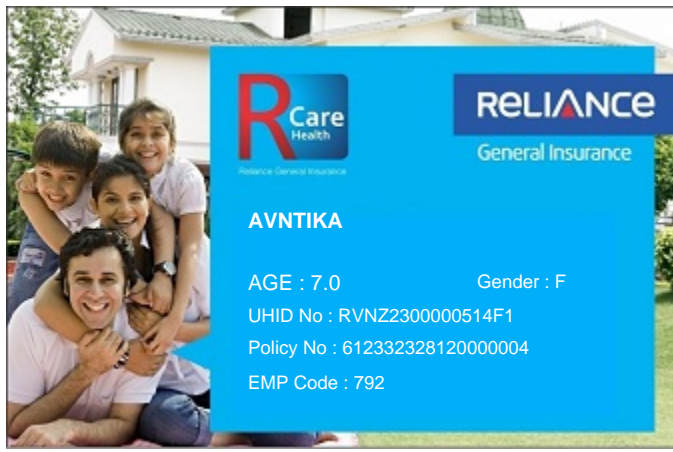 RCare
Health
Reliance General Insurance
RELIANCE
General Insurance
AVNTIKA
AGE : 7.0 Gender : F
UHID No : RVNZ2300000514F1
Policy No : 612332328120000004
EMP Code : 792